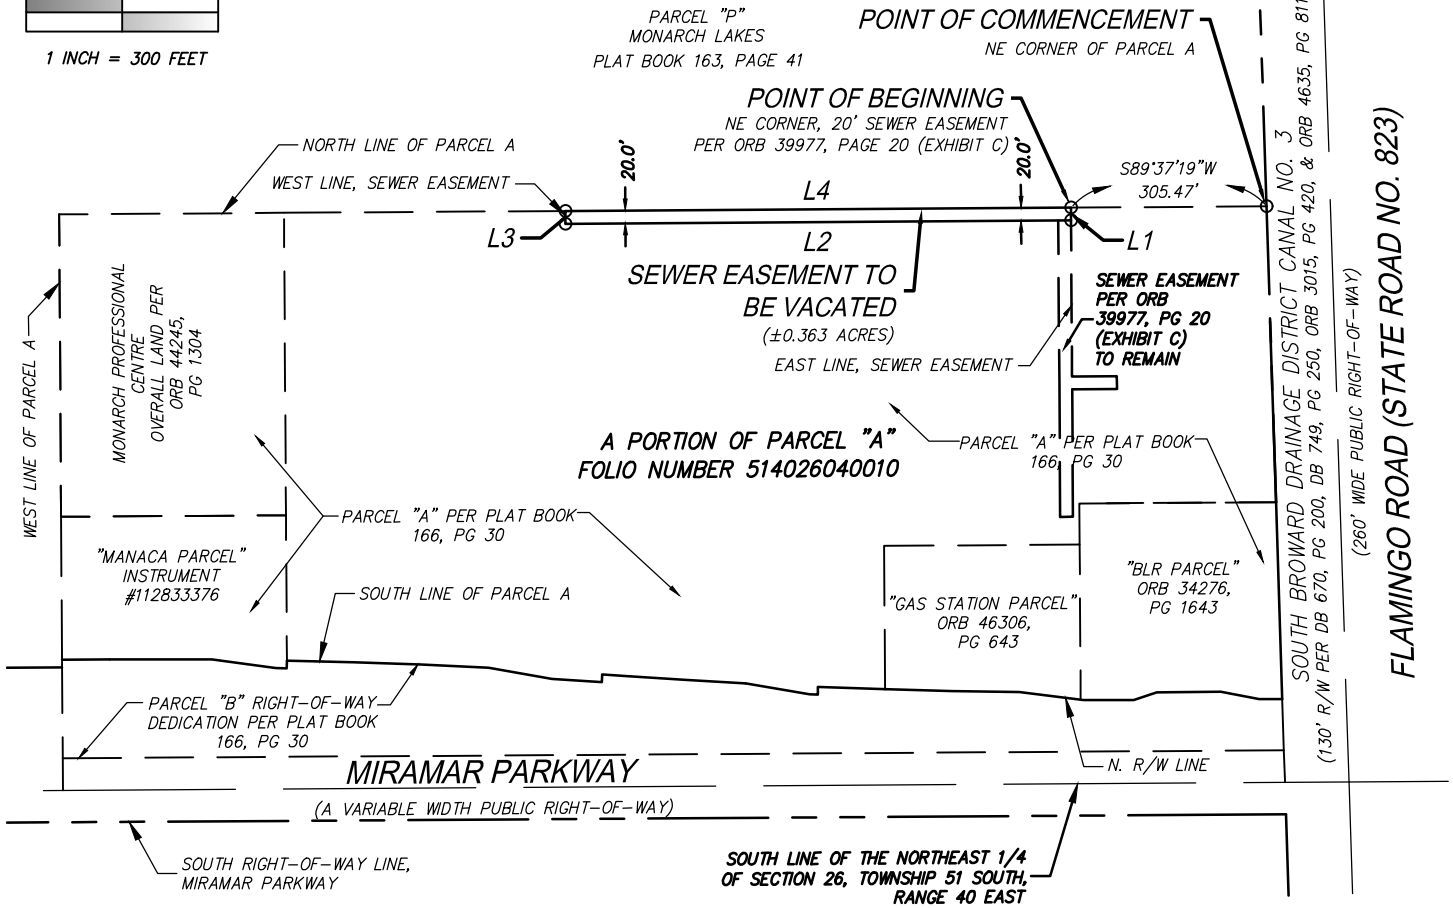 1 INCH = 300 FEET
PARCEL "P"
MONARCH LAKES
PLAT BOOK 163, PAGE 41
POINT OF COMMENCEMENT
NE CORNER OF PARCEL A
POINT OF BEGINNING
NE CORNER, 20' SEWER EASEMENT
PER ORB 39977, PAGE 20 (EXHIBIT C)
NORTH LINE OF PARCEL A
WEST LINE, SEWER EASEMENT
20.0'
20.0'
S89°37'19"W
305.47'
L4
L3
L2
L1
SEWER EASEMENT TO
BE VACATED
(±0.363 ACRES)
SEWER EASEMENT
PER ORB
39977, PG 20
(EXHIBIT C)
TO REMAIN
EAST LINE, SEWER EASEMENT
WEST LINE OF PARCEL A
MONARCH PROFESSIONAL
CENTRE
OVERALL LAND PER
ORB 44245,
PG 1304
A PORTION OF PARCEL "A"
FOLIO NUMBER 514026040010
PARCEL "A" PER PLAT BOOK
166, PG 30
PARCEL "A" PER PLAT BOOK
166, PG 30
"MANACA PARCEL"
INSTRUMENT
#112833376
SOUTH LINE OF PARCEL A
"GAS STATION PARCEL"
ORB 46306,
PG 643
"BLR PARCEL"
ORB 34276,
PG 1643
PARCEL "B" RIGHT-OF-WAY
DEDICATION PER PLAT BOOK
166, PG 30
MIRAMAR PARKWAY
(A VARIABLE WIDTH PUBLIC RIGHT-OF-WAY)
N. R/W LINE
SOUTH RIGHT-OF-WAY LINE,
MIRAMAR PARKWAY
SOUTH LINE OF THE NORTHEAST 1/4
OF SECTION 26, TOWNSHIP 51 SOUTH,
RANGE 40 EAST
SOUTH BROWARD DRAINAGE DISTRICT CANAL NO. 3
(130' R/W PER DB 670, PG 200, DB 749, PG 250, ORB 3015, PG 420, & ORB 4635, PG 811
(260' WIDE PUBLIC RIGHT-OF-WAY)
FLAMINGO ROAD (STATE ROAD NO. 823)